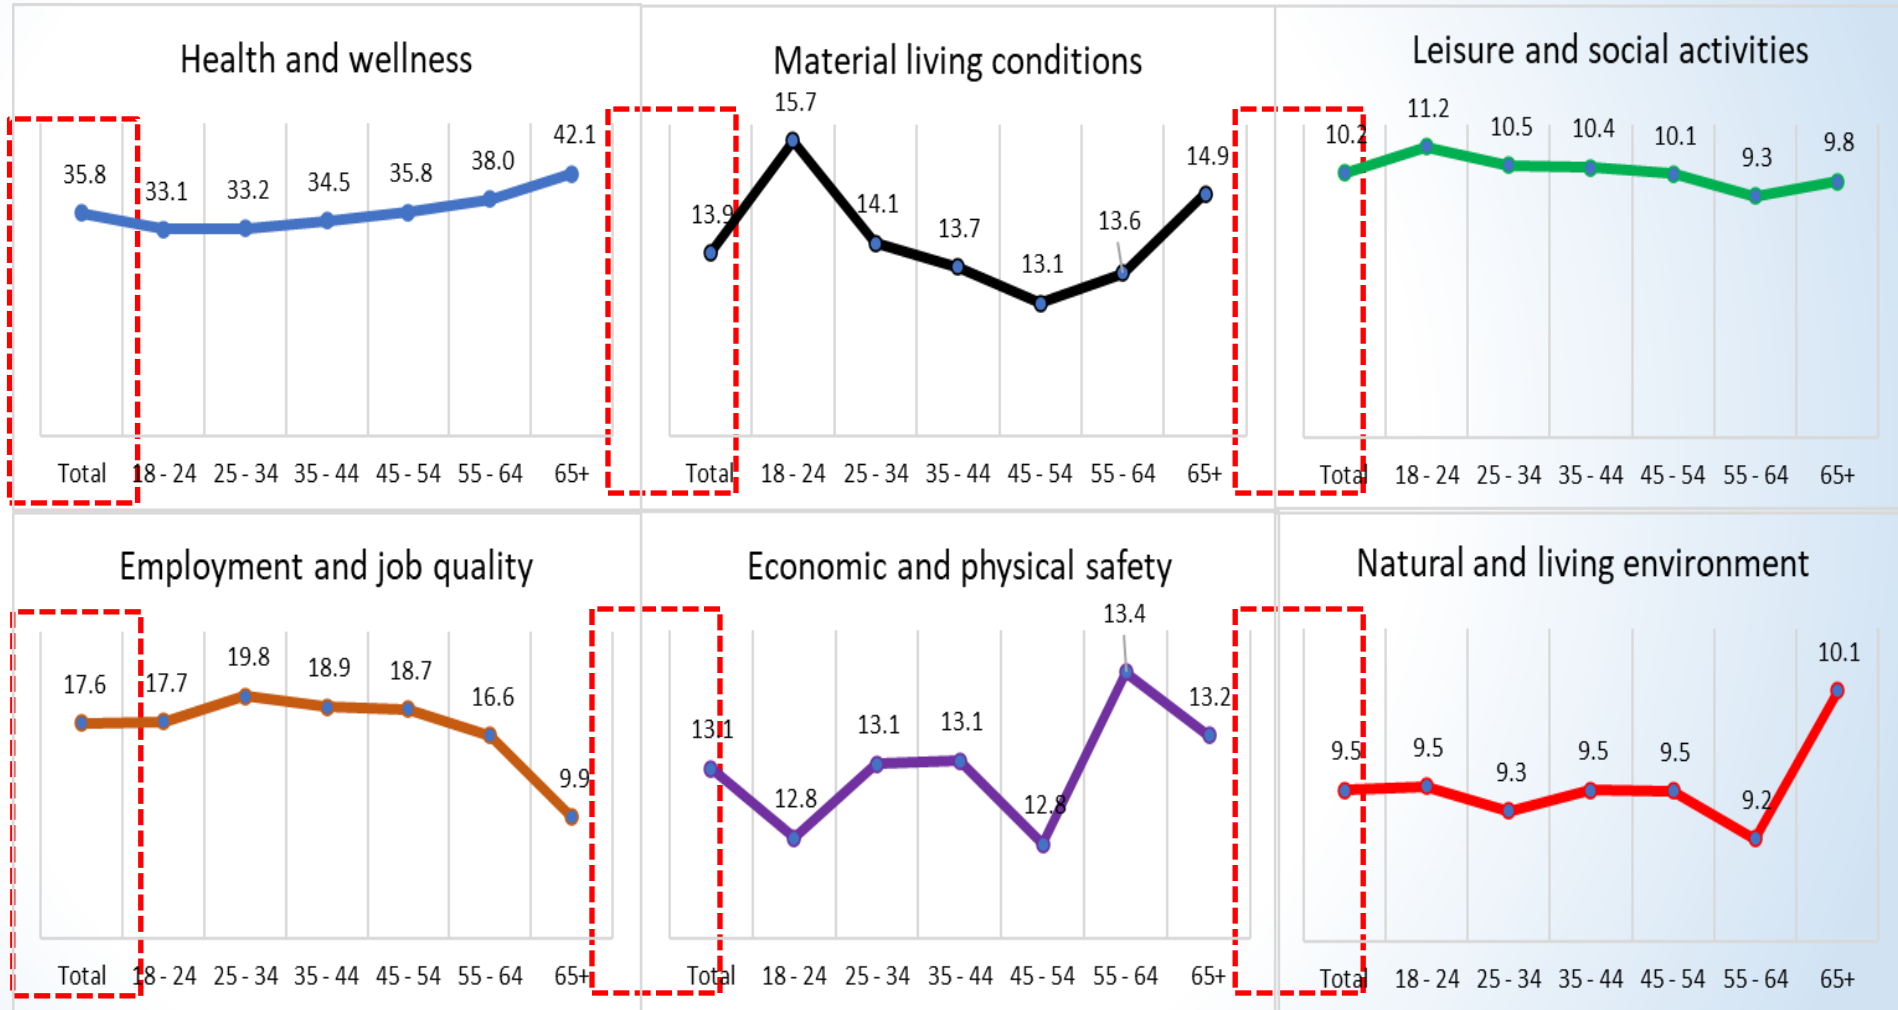 Health and wellness
35.8 33.1 33.2 34.5 35.8 38.0 42.1
Total 18 - 24 25 - 34 35 - 44 45 - 54 55 - 64 65+
Material living conditions
13.9 15.7 14.1 13.7 13.1 13.6 14.9
Total 18 - 24 25 - 34 35 - 44 45 - 54 55 - 64 65+
Leisure and social activities
10.2 11.2 10.5 10.4 10.1 9.3 9.8
Total 18 - 24 25 - 34 35 - 44 45 - 54 55 - 64 65+
Employment and job quality
17.6 17.7 19.8 18.9 18.7 16.6 9.9
Total 18 - 24 25 - 34 35 - 44 45 - 54 55 - 64 65+
Economic and physical safety
13.1 12.8 13.1 13.1 12.8 13.4 13.2
Total 18 - 24 25 - 34 35 - 44 45 - 54 55 - 64 65+
Natural and living environment
9.5 9.5 9.3 9.5 9.5 9.2 10.1
Total 18 - 24 25 - 34 35 - 44 45 - 54 55 - 64 65+